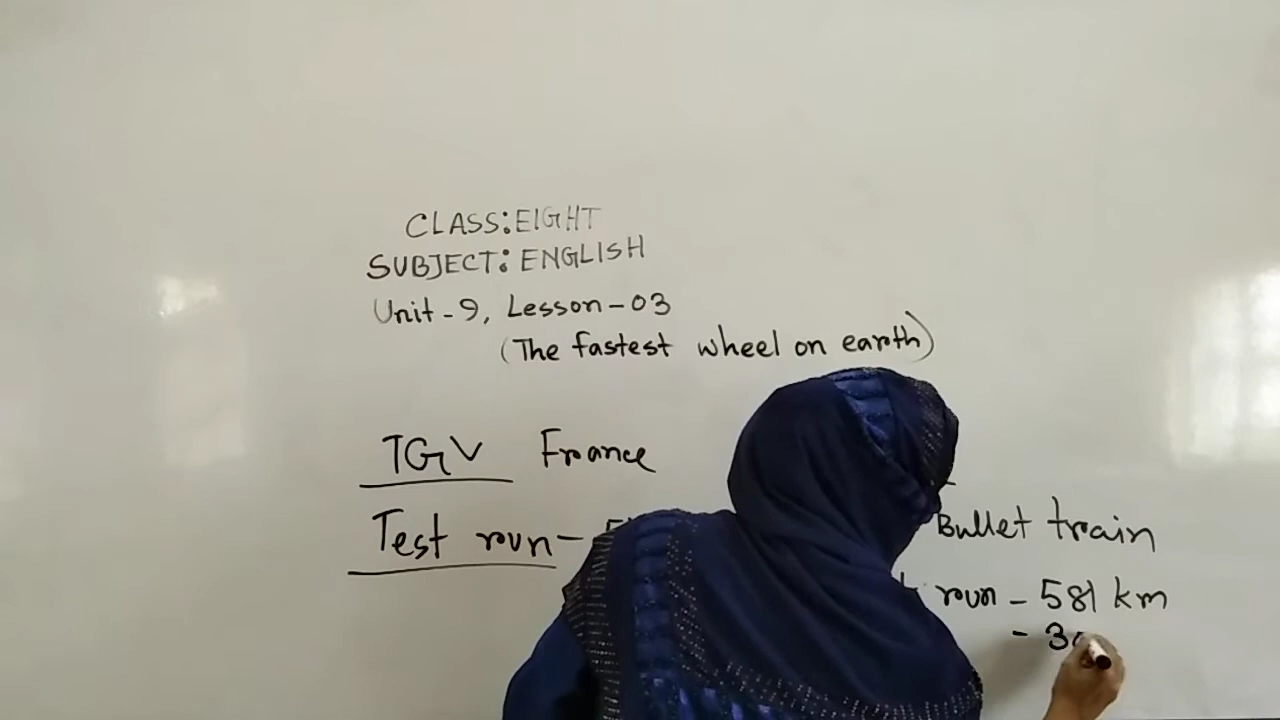 CLASS:EIGHT
SUBJECT: ENGLISH
Unit-9, Lesson-03
(The fastest wheel on earth)
TGV France
Test run-
Bullet train
run - 581 km
- 3